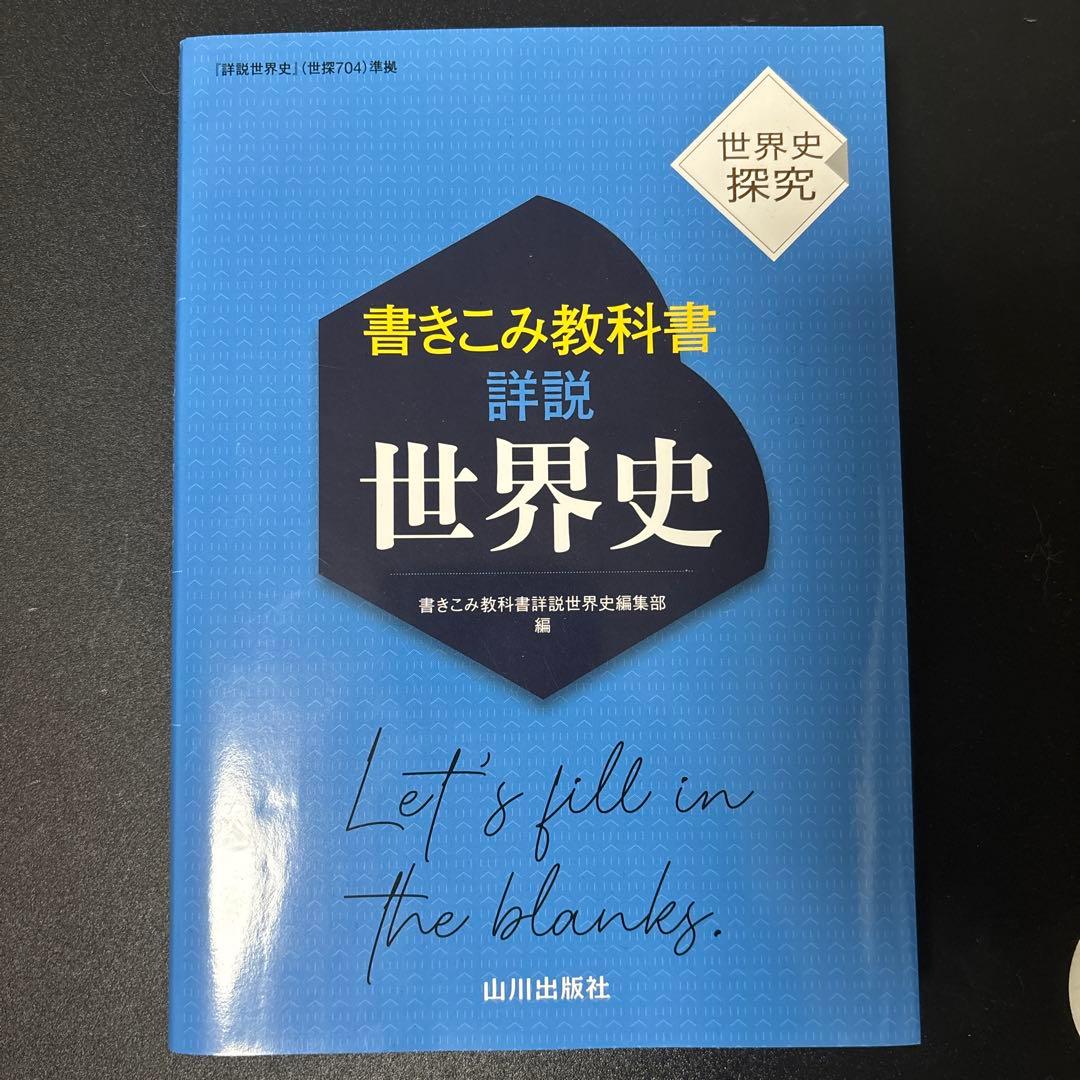 『詳説世界史』(世探704)準拠
世界史
探究
書きこみ教科書
詳説
世界史
書きこみ教科書詳説世界史編集部
編
Let's fill in
the blanks.
山川出版社